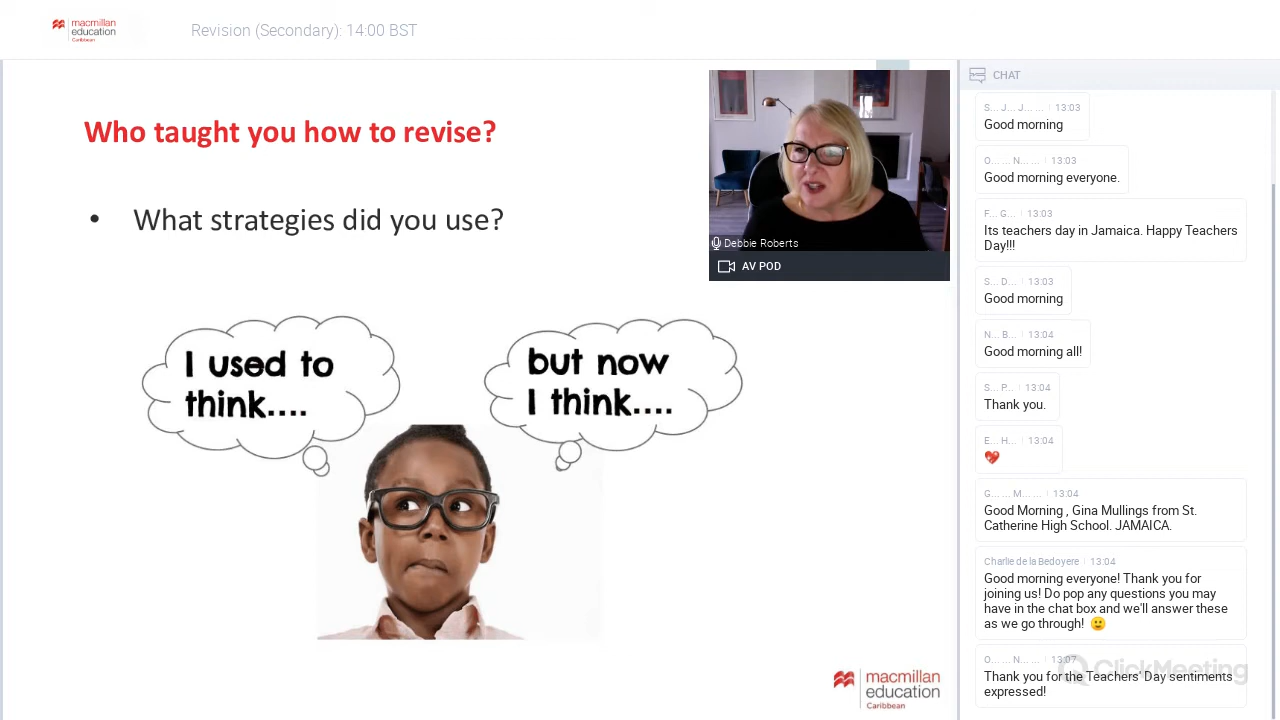 macmillan
education
Caribbean
Revision (Secondary): 14:00 BST
Who taught you how to revise?
• What strategies did you use?
I used to
think....
but now
I think....
Debbie Roberts
AV POD
macmillan
education
Caribbean
CHAT
S... J... J... ... 13:03
Good morning
O... ... N... ... 13:03
Good morning everyone.
F... G... 13:03
Its teachers day in Jamaica. Happy Teachers
Day!!!
S... D... 13:03
Good morning
N... B... 13:04
Good morning all!
S... P... 13:04
Thank you.
E... H... 13:04
G... ... M... ... 13:04
Good Morning , Gina Mullings from St.
Catherine High School. JAMAICA.
Charlie de la Bedoyere 13:04
Good morning everyone! Thank you for
joining us! Do pop any questions you may
have in the chat box and we'll answer these
as we go through! 🙂
O... ... N... ... 13:07
ClickMeeting
Thank you for the Teachers' Day sentiments
expressed!